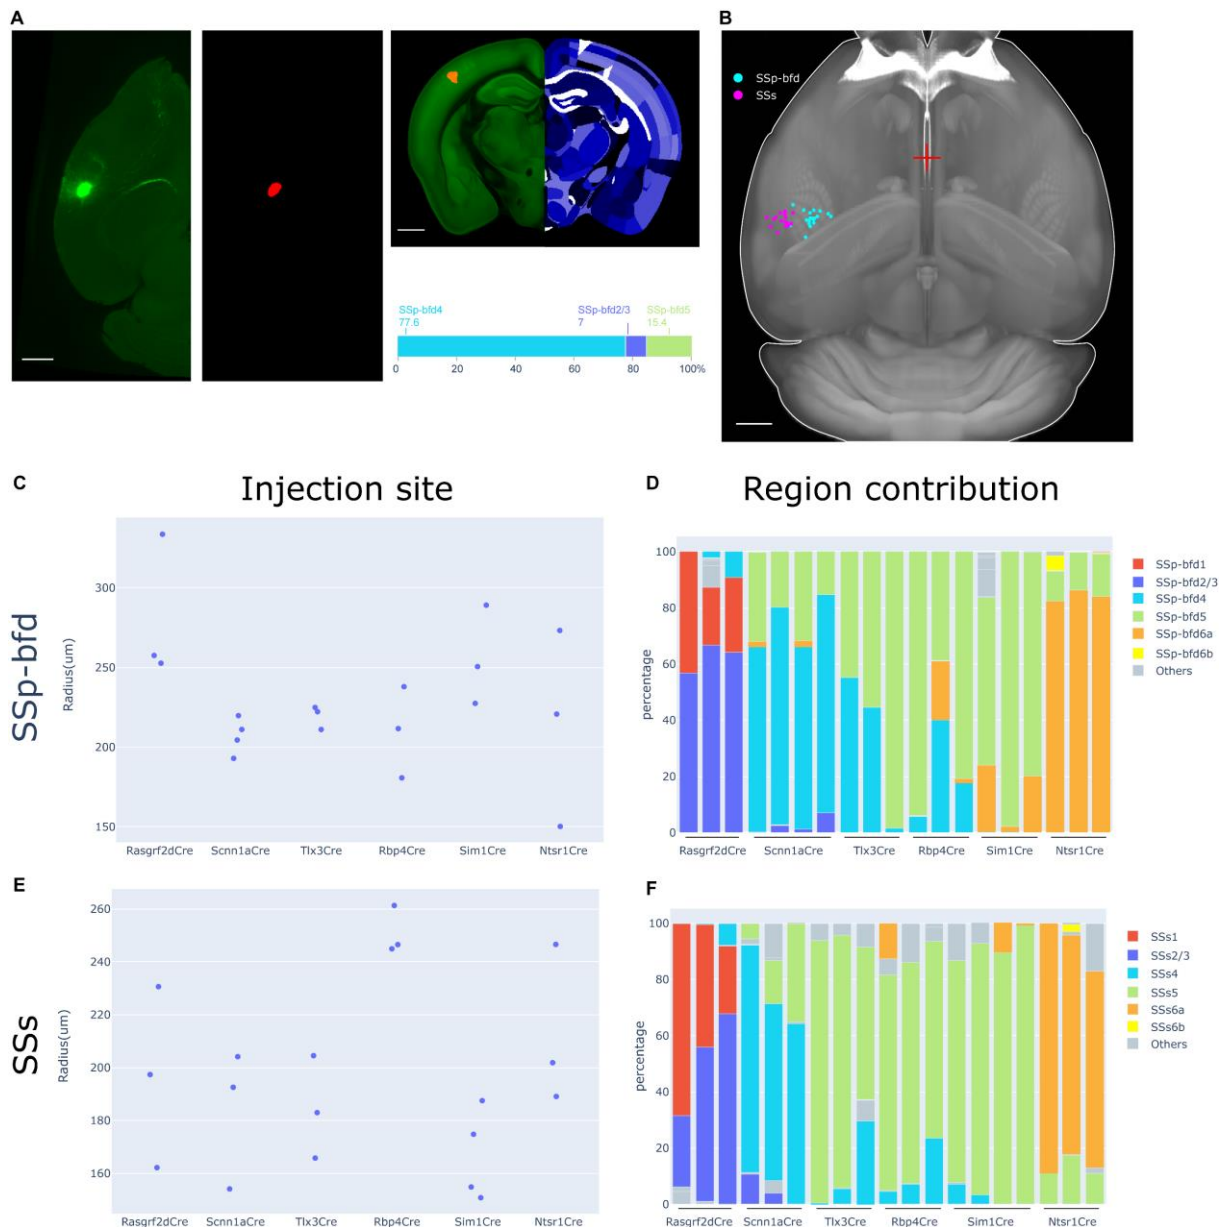 A
B
SSp-bfd
SSs
SSp-bfd4
77.6
SSp-bfd2/3
7
SSp-bfd5
15.4
0 20 40 60 80 100%
C
Injection site
D
Region contribution
SSp-bfd
Radius(um)
300
250
200
150
Rasgrf2dCre Scnn1aCre Tlx3Cre Rbp4Cre Sim1Cre Ntsr1Cre
percentage
100
80
60
40
20
0
Rasgrf2dCre Scnn1aCre Tlx3Cre Rbp4Cre Sim1Cre Ntsr1Cre
SSp-bfd1
SSp-bfd2/3
SSp-bfd4
SSp-bfd5
SSp-bfd6a
SSp-bfd6b
Others
E
F
SSs
Radius(um)
260
240
220
200
180
160
Rasgrf2dCre Scnn1aCre Tlx3Cre Rbp4Cre Sim1Cre Ntsr1Cre
percentage
100
80
60
40
20
0
Rasgrf2dCre Scnn1aCre Tlx3Cre Rbp4Cre Sim1Cre Ntsr1Cre
SSs1
SSs2/3
SSs4
SSs5
SSs6a
SSs6b
Others